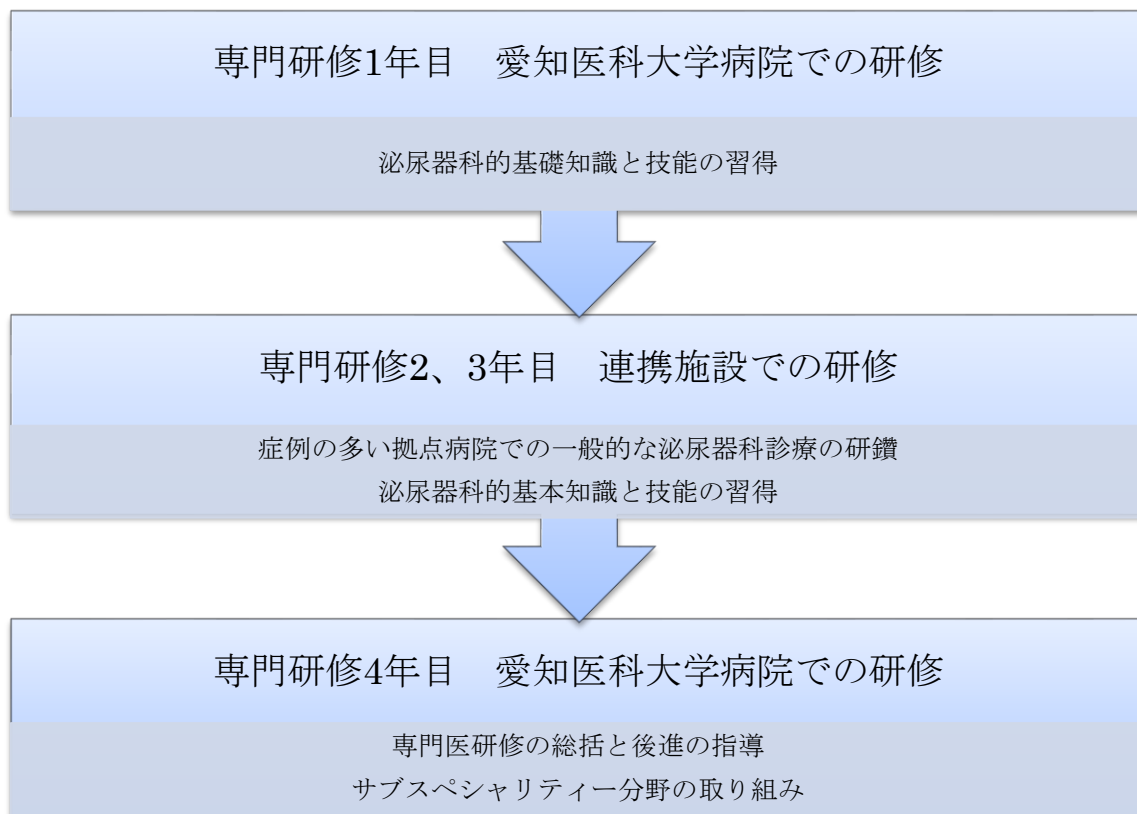 専門研修1年目　愛知医科大学病院での研修
泌尿器科的基礎知識と技能の習得
専門研修2、3年目　連携施設での研修
症例の多い拠点病院での一般的な泌尿器科診療の研鑽
泌尿器科的基本知識と技能の習得
専門研修4年目　愛知医科大学病院での研修
専門医研修の総括と後進の指導
サブスペシャリティー分野の取り組み